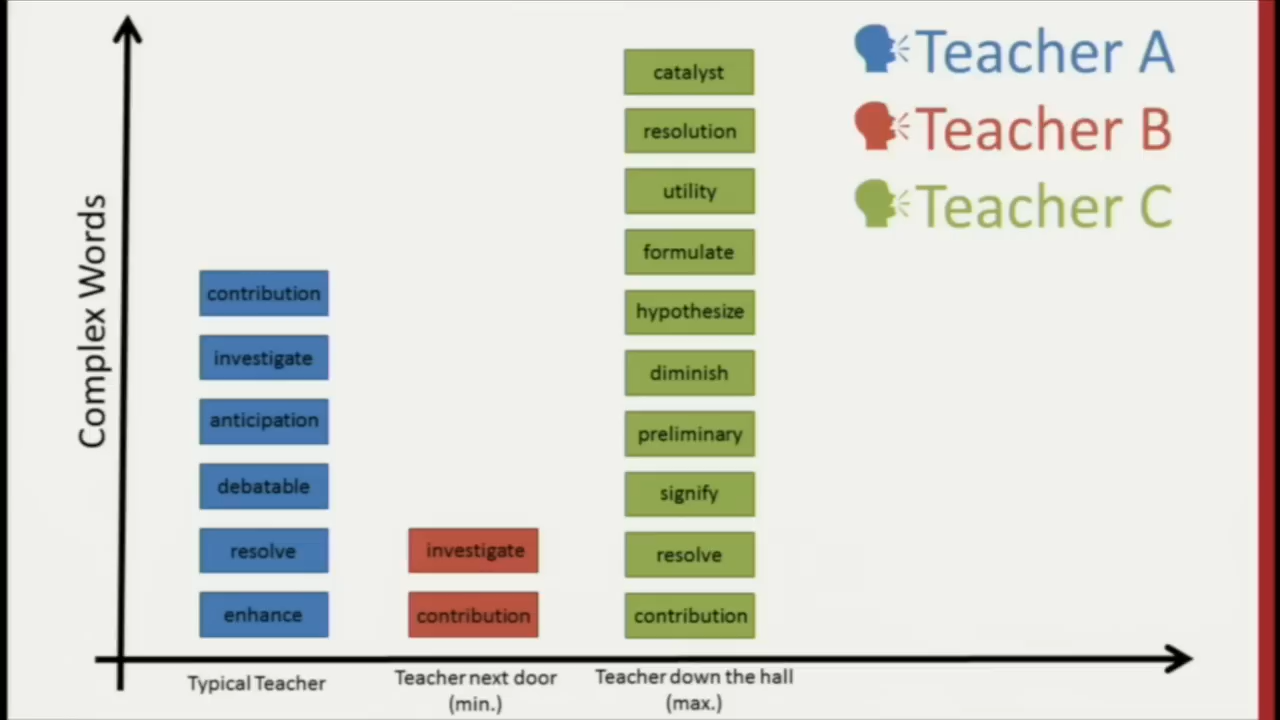 Teacher A
Teacher B
Teacher C
Complex Words
contribution
investigate
anticipation
debatable
resolve
enhance
investigate
contribution
catalyst
resolution
utility
formulate
hypothesize
diminish
preliminary
signify
resolve
contribution
Typical Teacher
Teacher next door
(min.)
Teacher down the hall
(max.)